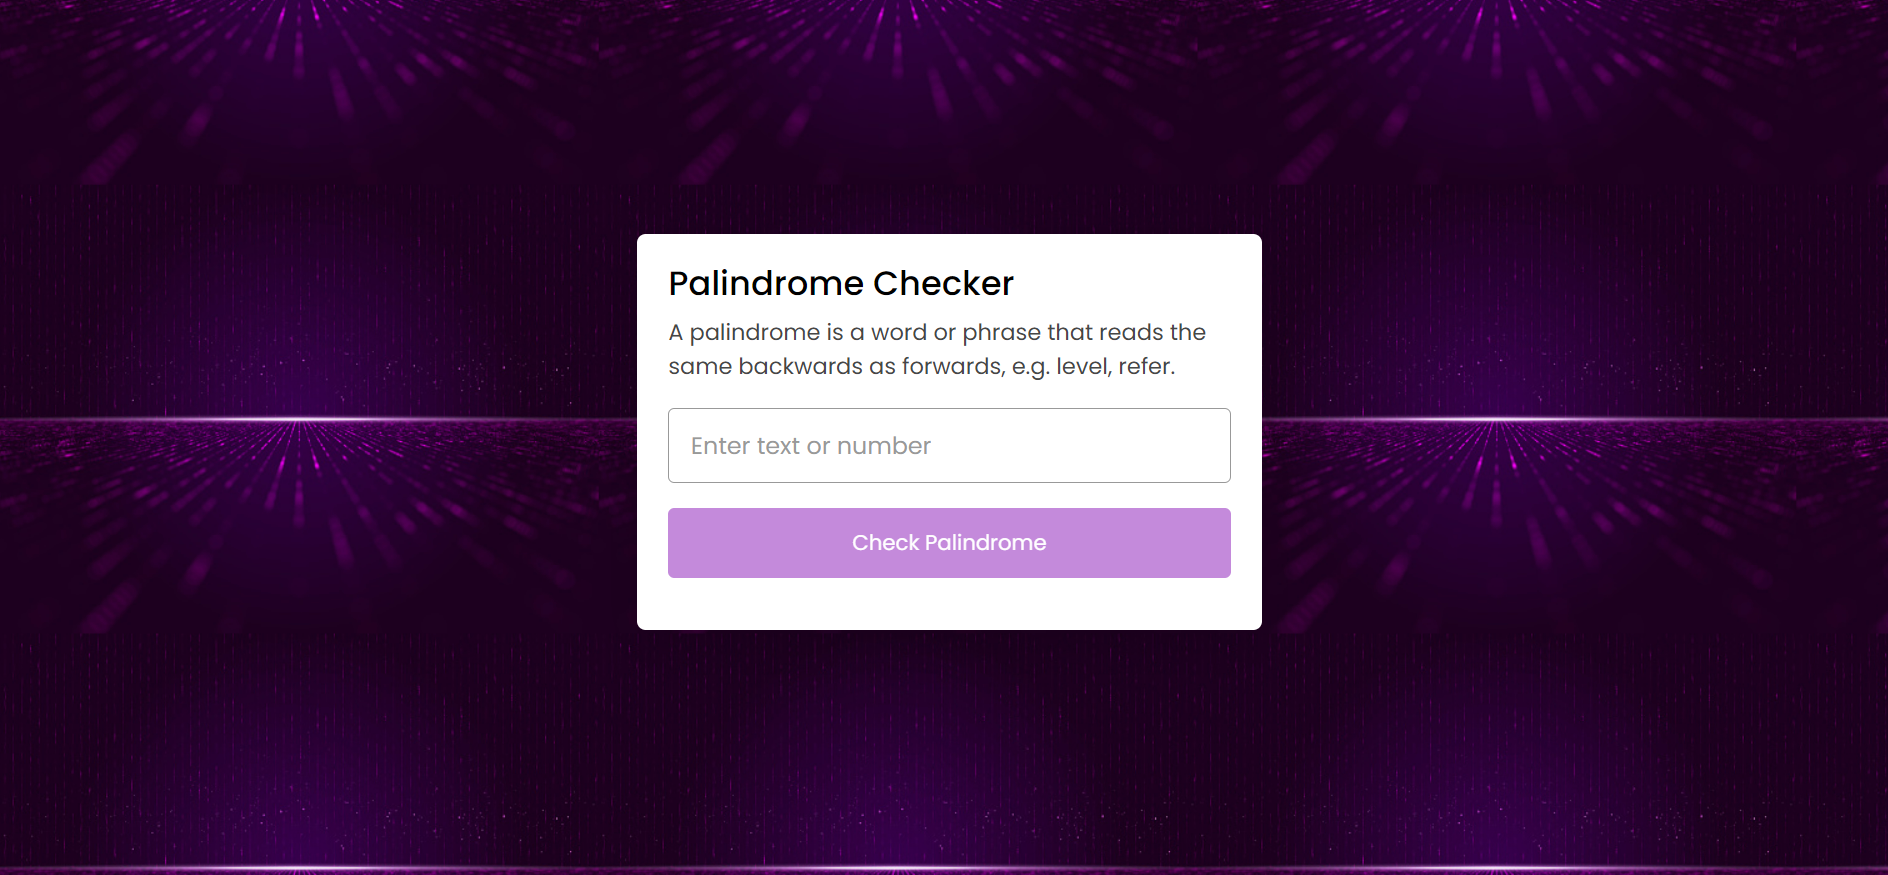 Palindrome Checker
A palindrome is a word or phrase that reads the
same backwards as forwards, e.g. level, refer.
Enter text or number
Check Palindrome